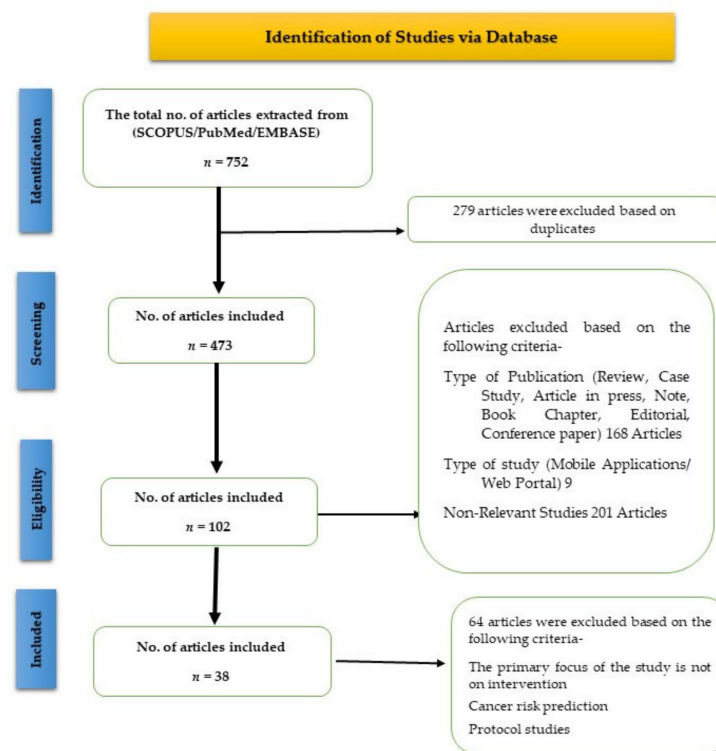 Identification of Studies via Database
Identification
The total no. of articles extracted from
(SCOPUS/PubMed/EMBASE)
n = 752
279 articles were excluded based on
duplicates
Screening
No. of articles included
n = 473
Articles excluded based on the
following criteria-
Type of Publication (Review, Case
Study, Article in press, Note,
Book Chapter, Editorial,
Conference paper) 168 Articles
Type of study (Mobile Applications/
Web Portal) 9
Non-Relevant Studies 201 Articles
Eligibility
No. of articles included
n = 102
Included
No. of articles included
n = 38
64 articles were excluded based on the
following criteria-
The primary focus of the study is not
on intervention
Cancer risk prediction
Protocol studies